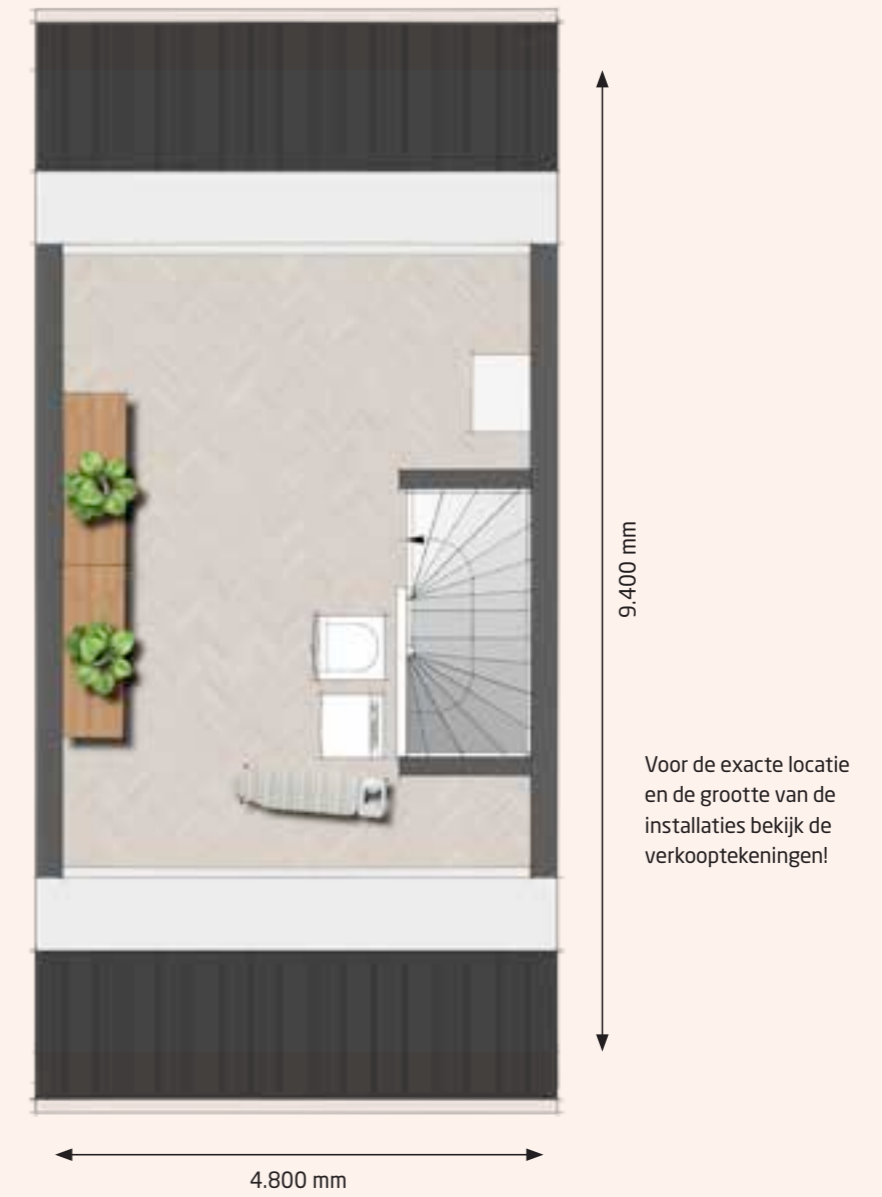 9.400 mm
Voor de exacte locatie
en de grootte van de
installaties bekijk de
verkooptekeningen!
4.800 mm